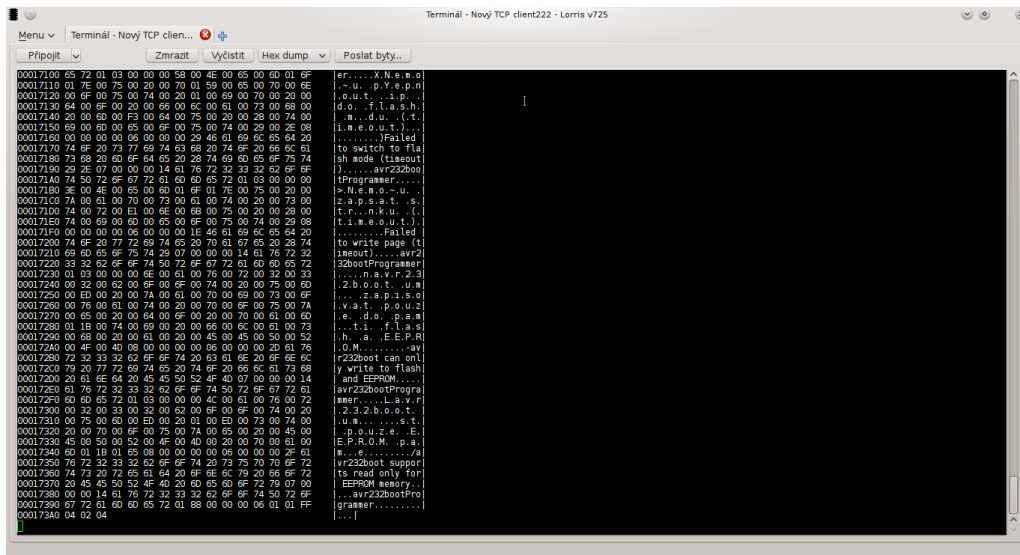 Terminál - Nový TCP client222 - Lorris v725
Menu Terminál - Nový TCP clien...
Připojit Zmrazit Vyčistit Hex dump Poslat byty...
00017100 65 72 01 03 00 00 00 58 00 4E 00 65 00 6D 01 6F |er.....X.N.e.m.o|
00017110 01 7E 00 75 00 20 00 70 01 59 00 65 00 70 00 6E |.~.u. .p.Y.e.p.n|
00017120 00 6F 00 75 00 74 00 20 01 00 69 00 70 00 20 00 |.o.u.t. ..i.p. .|
00017130 64 00 6F 00 20 00 66 00 6C 00 61 00 73 00 68 00 |d.o. .f.l.a.s.h.|
00017140 20 00 6D 00 F3 00 64 00 75 00 20 00 28 00 74 00 | .m...d.u. .(.t.|
00017150 69 00 6D 00 65 00 6F 00 75 00 74 00 29 00 2E 08 |i.m.e.o.u.t.)...|
00017160 00 00 00 00 06 00 00 00 29 46 61 69 6C 65 64 20 |........)Failed |
00017170 74 6F 20 73 77 69 74 63 68 20 74 6F 20 66 6C 61 |to switch to fla|
00017180 73 68 20 6D 6F 64 65 20 28 74 69 6D 65 6F 75 74 |sh mode (timeout|
00017190 29 2E 07 00 00 00 14 61 76 72 32 33 32 62 6F 6F |)......avr232boo|
000171A0 74 50 72 6F 67 72 61 6D 6D 65 72 01 03 00 00 00 |tProgrammer.....|
000171B0 3E 00 4E 00 65 00 6D 01 6F 01 7E 00 75 00 20 00 |>.N.e.m.o.~.u. .|
000171C0 7A 00 61 00 70 00 73 00 61 00 74 00 20 00 73 00 |z.a.p.s.a.t. .s.|
000171D0 74 00 72 00 E1 00 6E 00 6B 00 75 00 20 00 28 00 |t.r...n.k.u. .(.|
000171E0 74 00 69 00 6D 00 65 00 6F 00 75 00 74 00 29 08 |t.i.m.e.o.u.t.).|
000171F0 00 00 00 00 06 00 00 00 1E 46 61 69 6C 65 64 20 |.........Failed |
00017200 74 6F 20 77 72 69 74 65 20 70 61 67 65 20 28 74 |to write page (t|
00017210 69 6D 65 6F 75 74 29 07 00 00 00 14 61 76 72 32 |imeout).....avr2|
00017220 33 32 62 6F 6F 74 50 72 6F 67 72 61 6D 6D 65 72 |32bootProgrammer|
00017230 01 03 00 00 00 6E 00 61 00 76 00 72 00 32 00 33 |.....n.a.v.r.2.3|
00017240 00 32 00 62 00 6F 00 6F 00 74 00 20 00 75 00 6D |.2.b.o.o.t. .u.m|
00017250 00 ED 00 20 00 7A 00 61 00 70 00 69 00 73 00 6F |... .z.a.p.i.s.o|
00017260 00 76 00 61 00 74 00 20 00 70 00 6F 00 75 00 7A |.v.a.t. .p.o.u.z|
00017270 00 65 00 20 00 64 00 6F 00 20 00 70 00 61 00 6D |.e. .d.o. .p.a.m|
00017280 01 1B 00 74 00 69 00 20 00 66 00 6C 00 61 00 73 |...t.i. .f.l.a.s|
00017290 00 68 00 20 00 61 00 20 00 45 00 45 00 50 00 52 |.h. .a. .E.E.P.R|
000172A0 00 4F 00 4D 08 00 00 00 00 06 00 00 00 2D 61 76 |.O.M.........-av|
000172B0 72 32 33 32 62 6F 6F 74 20 63 61 6E 20 6F 6E 6C |r232boot can onl|
000172C0 79 20 77 72 69 74 65 20 74 6F 20 66 6C 61 73 68 |y write to flash|
000172D0 20 61 6E 64 20 45 45 50 52 4F 4D 07 00 00 00 14 | and EEPROM.....|
000172E0 61 76 72 32 33 32 62 6F 6F 74 50 72 6F 67 72 61 |avr232bootProgra|
000172F0 6D 6D 65 72 01 03 00 00 00 4C 00 61 00 76 00 72 |mmer.....L.a.v.r|
00017300 00 32 00 33 00 32 00 62 00 6F 00 6F 00 74 00 20 |.2.3.2.b.o.o.t. |
00017310 00 75 00 6D 00 ED 00 20 01 00 ED 00 73 00 74 00 |.u.m... ....s.t.|
00017320 20 00 70 00 6F 00 75 00 7A 00 65 00 20 00 45 00 | .p.o.u.z.e. .E.|
00017330 45 00 50 00 52 00 4F 00 4D 00 20 00 70 00 61 00 |E.P.R.O.M. .p.a.|
00017340 6D 01 1B 01 65 08 00 00 00 00 06 00 00 00 2F 61 |m...e........./a|
00017350 76 72 32 33 32 62 6F 6F 74 20 73 75 70 70 6F 72 |vr232boot suppor|
00017360 74 73 20 72 65 61 64 20 6F 6E 6C 79 20 66 6F 72 |ts read only for|
00017370 20 45 45 50 52 4F 4D 20 6D 65 6D 6F 72 79 07 00 | EEPROM memory..|
00017380 00 00 14 61 76 72 32 33 32 62 6F 6F 74 50 72 6F |...avr232bootPro|
00017390 67 72 61 6D 6D 65 72 01 88 00 00 00 06 01 01 FF |grammer.........|
000173A0 04 02 04 |...|